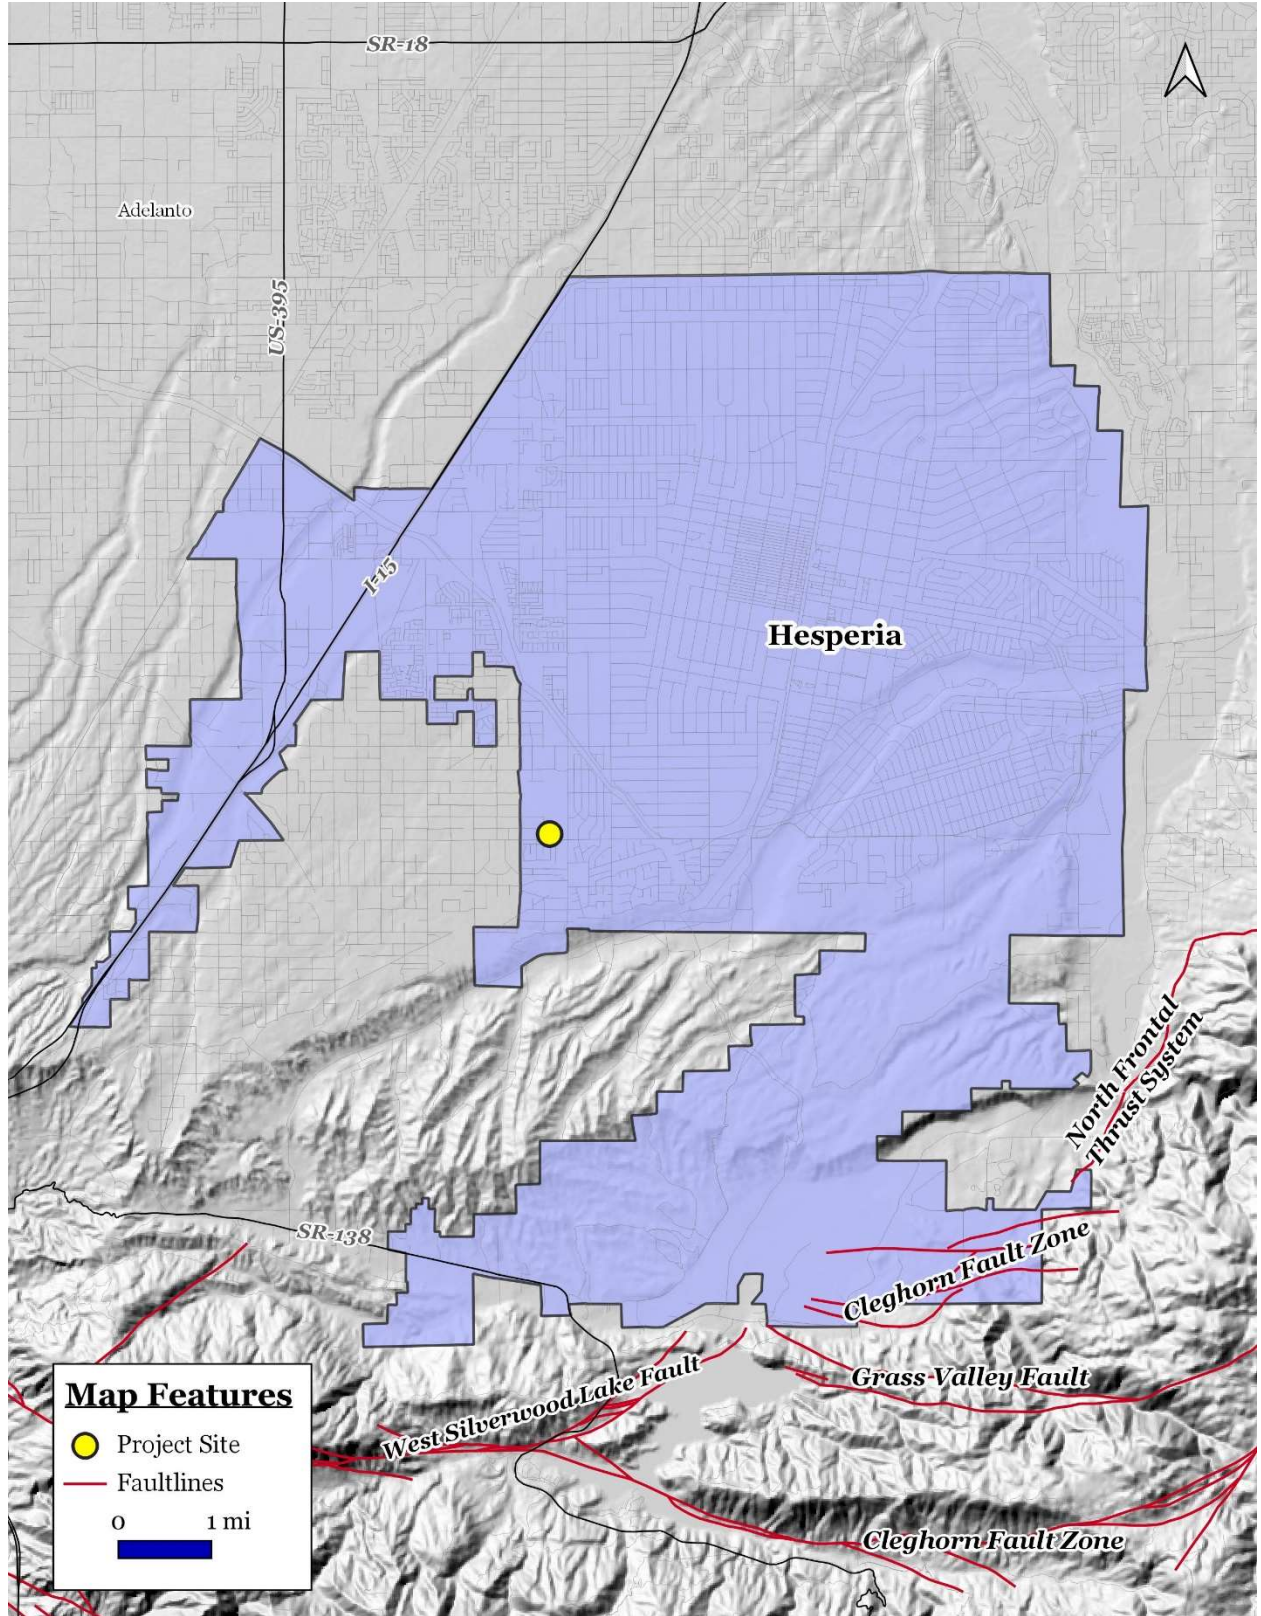 SR-18
Adelanto
US-395
I-15
Hesperia
North Frontal
Thrust System
SR-138
Cleghorn Fault Zone
West Silverwood Lake Fault
Grass Valley Fault
Cleghorn Fault Zone
Map Features
Project Site
Faultlines
0 1 mi